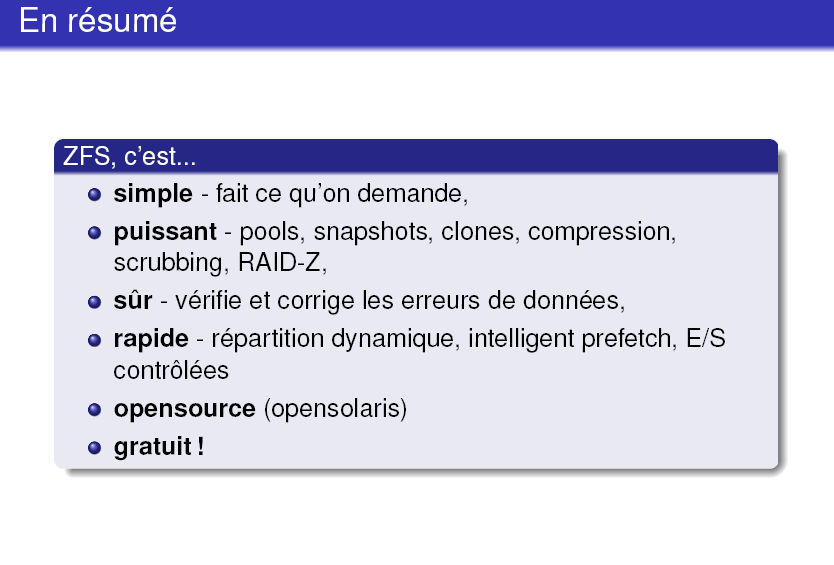 En résumé
ZFS, c'est...
simple - fait ce qu'on demande,
puissant - pools, snapshots, clones, compression,
scrubbing, RAID-Z,
sûr - vérifie et corrige les erreurs de données,
rapide - répartition dynamique, intelligent prefetch, E/S
contrôlées
opensource (opensolaris)
gratuit !